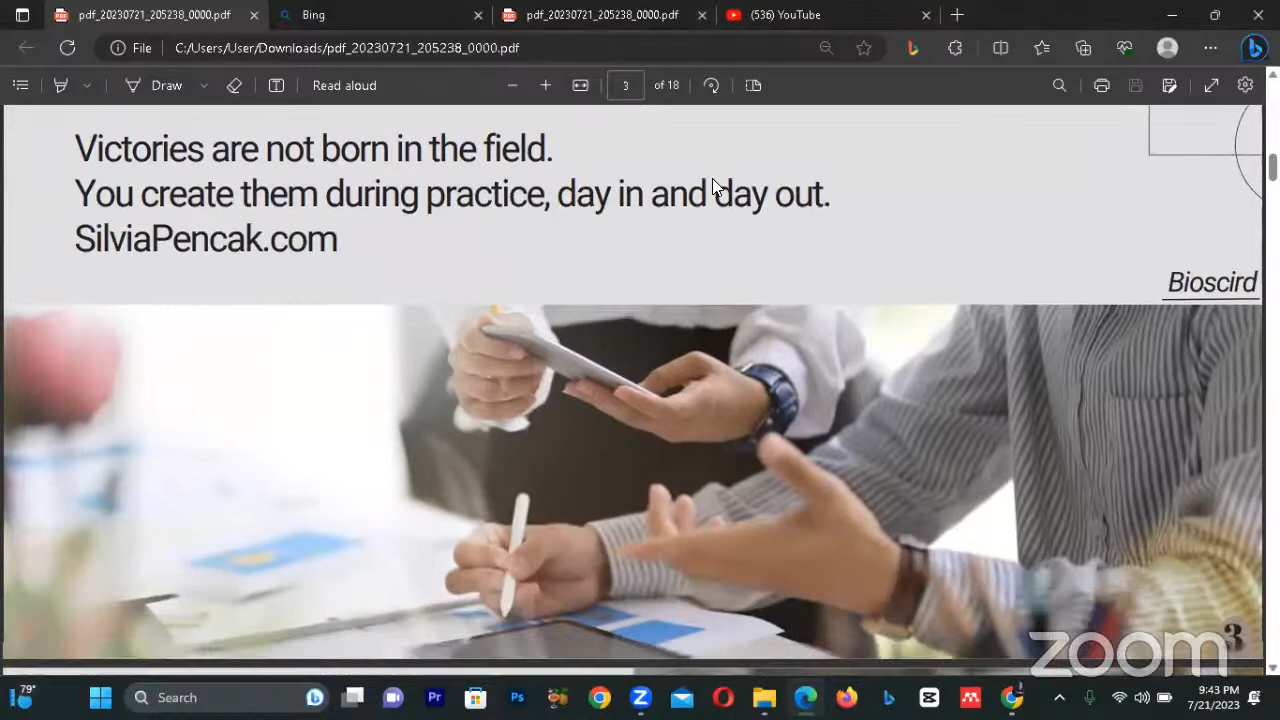 pdf_20230721_205238_0000.pdf
Bing
pdf_20230721_205238_0000.pdf
(536) YouTube
File
C:/Users/User/Downloads/pdf_20230721_205238_0000.pdf
Draw
Read aloud
3
of 18
Victories are not born in the field.
You create them during practice, day in and day out.
SilviaPencak.com
Bioscird
3
zoom
79°
Search
9:43 PM
7/21/2023